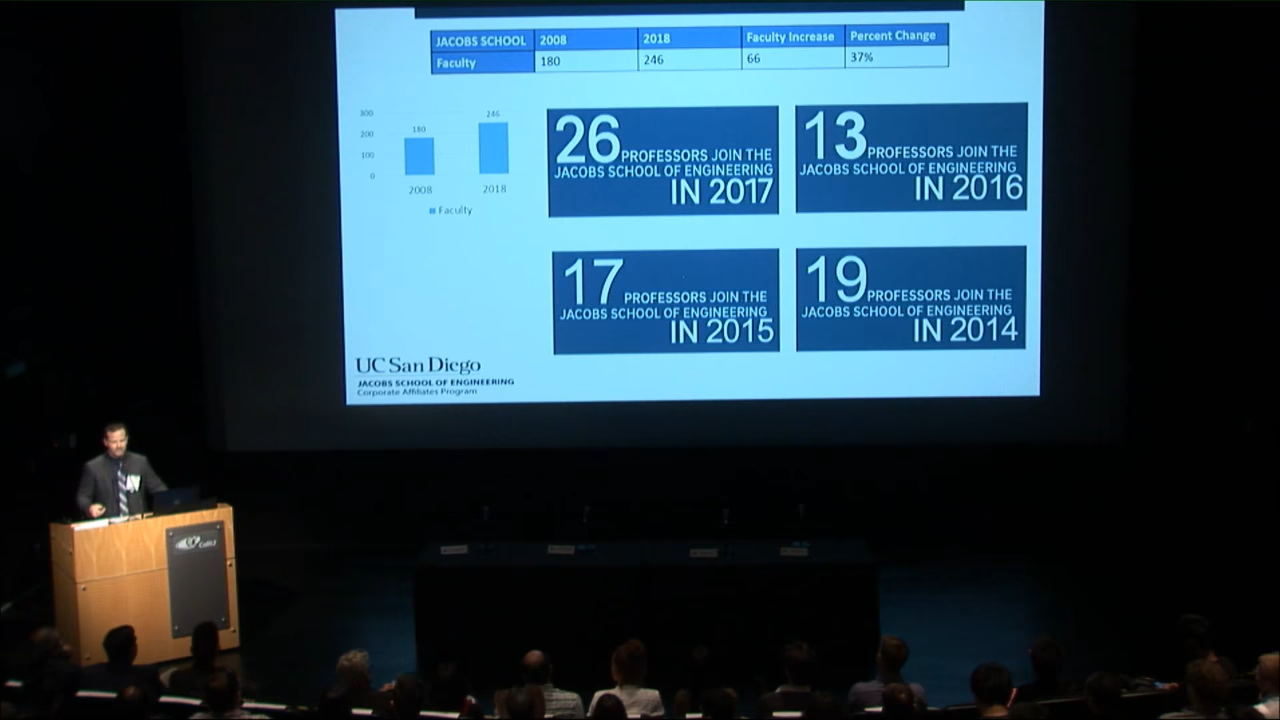 JACOBS SCHOOL 2008 2018 Faculty Increase Percent Change
Faculty 180 246 66 37%
300
200
100
0
180
246
2008
2018
Faculty
26 PROFESSORS JOIN THE
JACOBS SCHOOL OF ENGINEERING
IN 2017
13 PROFESSORS JOIN THE
JACOBS SCHOOL OF ENGINEERING
IN 2016
17 PROFESSORS JOIN THE
JACOBS SCHOOL OF ENGINEERING
IN 2015
19 PROFESSORS JOIN THE
JACOBS SCHOOL OF ENGINEERING
IN 2014
UC San Diego
JACOBS SCHOOL OF ENGINEERING
Corporate Affiliates Program
Calit2